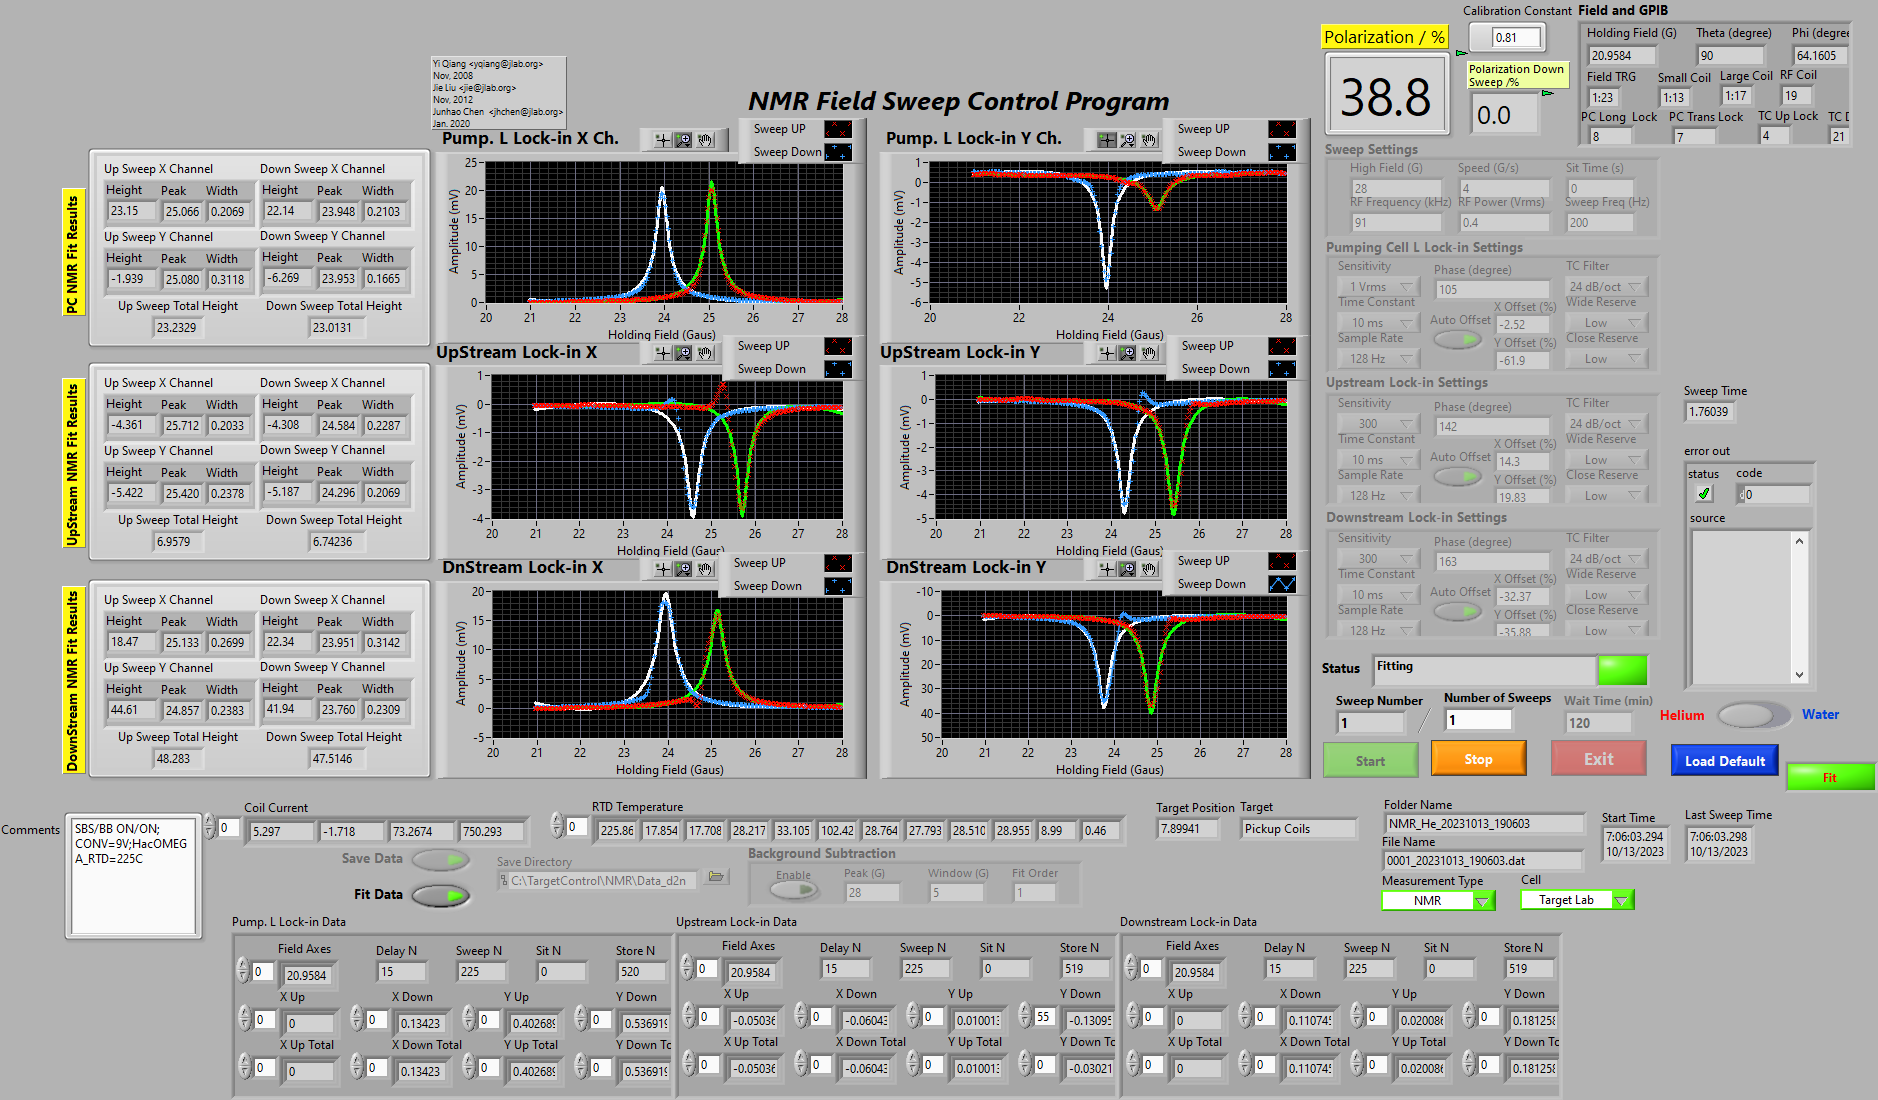 Yi Qiang <yqiang@jlab.org>
Nov, 2008
Jie Liu <jie@jlab.org>
Nov, 2012
Junhao Chen <jhchen@jlab.org>
Jan. 2020
NMR Field Sweep Control Program
Polarization / %
38.8
Calibration Constant
0.81
Polarization Down
Sweep /%
0.0
Field and GPIB
Holding Field (G) Theta (degree) Phi (degree
20.9584 90 64.1605
Field TRG Small Coil Large Coil RF Coil
1:23 1:13 1:17 19
PC Long Lock PC Trans Lock TC Up Lock TC D
8 7 4 21
PC NMR Fit Results
Up Sweep X Channel Down Sweep X Channel
Height Peak Width Height Peak Width
23.15 25.066 0.2069 22.14 23.948 0.2103
Up Sweep Y Channel Down Sweep Y Channel
Height Peak Width Height Peak Width
-1.939 25.080 0.3118 -6.269 23.953 0.1665
Up Sweep Total Height Down Sweep Total Height
23.2329 23.0131
UpStream NMR Fit Results
Up Sweep X Channel Down Sweep X Channel
Height Peak Width Height Peak Width
-4.361 25.712 0.2033 -4.308 24.584 0.2287
Up Sweep Y Channel Down Sweep Y Channel
Height Peak Width Height Peak Width
-5.422 25.420 0.2378 -5.187 24.296 0.2069
Up Sweep Total Height Down Sweep Total Height
6.9579 6.74236
DownStream NMR Fit Results
Up Sweep X Channel Down Sweep X Channel
Height Peak Width Height Peak Width
18.47 25.133 0.2699 22.34 23.951 0.3142
Up Sweep Y Channel Down Sweep Y Channel
Height Peak Width Height Peak Width
44.61 24.857 0.2383 41.94 23.760 0.2309
Up Sweep Total Height Down Sweep Total Height
48.283 47.5146
Pump. L Lock-in X Ch.
Sweep UP
Sweep Down
Amplitude (mV)
25
20
15
10
5
0
20 21 22 23 24 25 26 27 28
Holding Field (Gaus)
Pump. L Lock-in Y Ch.
Sweep UP
Sweep Down
Amplitude (mV)
1
0
-1
-2
-3
-4
-5
-6
20 22 24 26 28
Holding Field (Gaus)
UpStream Lock-in X
Sweep UP
Sweep Down
Amplitude (mV)
1
0
-1
-2
-3
-4
20 21 22 23 24 25 26 27 28
Holding Field (Gaus)
UpStream Lock-in Y
Sweep UP
Sweep Down
Amplitude (mV)
1
0
-1
-2
-3
-4
-5
20 21 22 23 24 25 26 27 28
Holding Field (Gaus)
DnStream Lock-in X
Sweep UP
Sweep Down
Amplitude (mV)
20
15
10
5
0
-5
20 21 22 23 24 25 26 27 28
Holding Field (Gaus)
DnStream Lock-in Y
Sweep UP
Sweep Down
Amplitude (mV)
-10
0
10
20
30
40
50
20 21 22 23 24 25 26 27 28
Holding Field (Gaus)
Sweep Settings
High Field (G) Speed (G/s) Sit Time (s)
28 4 0
RF Frequency (kHz) RF Power (Vrms) Sweep Freq (Hz)
91 0.4 200
Pumping Cell L Lock-in Settings
Sensitivity Phase (degree) TC Filter
1 Vrms 105 24 dB/oct
Time Constant X Offset (%) Wide Reserve
10 ms Auto Offset -2.52 Low
Sample Rate Y Offset (%) Close Reserve
128 Hz -61.9 Low
Upstream Lock-in Settings
Sensitivity Phase (degree) TC Filter
300 142 24 dB/oct
Time Constant X Offset (%) Wide Reserve
10 ms Auto Offset 14.3 Low
Sample Rate Y Offset (%) Close Reserve
128 Hz 19.83 Low
Downstream Lock-in Settings
Sensitivity Phase (degree) TC Filter
300 163 24 dB/oct
Time Constant X Offset (%) Wide Reserve
10 ms Auto Offset -32.37 Low
Sample Rate Y Offset (%) Close Reserve
128 Hz -35.88 Low
Sweep Time
1.76039
error out
status code
0
source
Status Fitting
Sweep Number Number of Sweeps Wait Time (min)
1 / 1 120
Helium Water
Start Stop Exit Load Default Fit
Comments
SBS/BB ON/ON;
CONV=9V;HacOMEG
A_RTD=225C
Coil Current
0 5.297 -1.718 73.2674 750.293
RTD Temperature
0 225.86 17.854 17.708 28.217 33.105 102.42 28.764 27.793 28.510 28.955 8.99 0.46
Target Position Target
7.89941 Pickup Coils
Save Data
Fit Data
Save Directory
C:\TargetControl\NMR\Data_d2n
Background Subtraction
Enable Peak (G) Window (G) Fit Order
28 5 1
Folder Name
NMR_He_20231013_190603
File Name
0001_20231013_190603.dat
Start Time Last Sweep Time
7:06:03.294 7:06:03.298
10/13/2023 10/13/2023
Measurement Type Cell
NMR Target Lab
Pump. L Lock-in Data
Field Axes Delay N Sweep N Sit N Store N
0 20.9584 15 225 0 520
X Up X Down Y Up Y Down
0 0 0 0.13423 0 0.402689 0 0.536919
X Up Total X Down Total Y Up Total Y Down To
0 0 0 0.13423 0 0.402689 0 0.536919
Upstream Lock-in Data
Field Axes Delay N Sweep N Sit N Store N
0 20.9584 15 225 0 519
X Up X Down Y Up Y Down
0 -0.05036 0 -0.06043 0 0.010013 55 -0.13095
X Up Total X Down Total Y Up Total Y Down To
0 -0.05036 0 -0.06043 0 0.010013 0 -0.03021
Downstream Lock-in Data
Field Axes Delay N Sweep N Sit N Store N
0 20.9584 15 225 0 519
X Up X Down Y Up Y Down
0 0 0 0.110745 0 0.020086 0 0.181258
X Up Total X Down Total Y Up Total Y Down To
0 0 0 0.110745 0 0.020086 0 0.181258